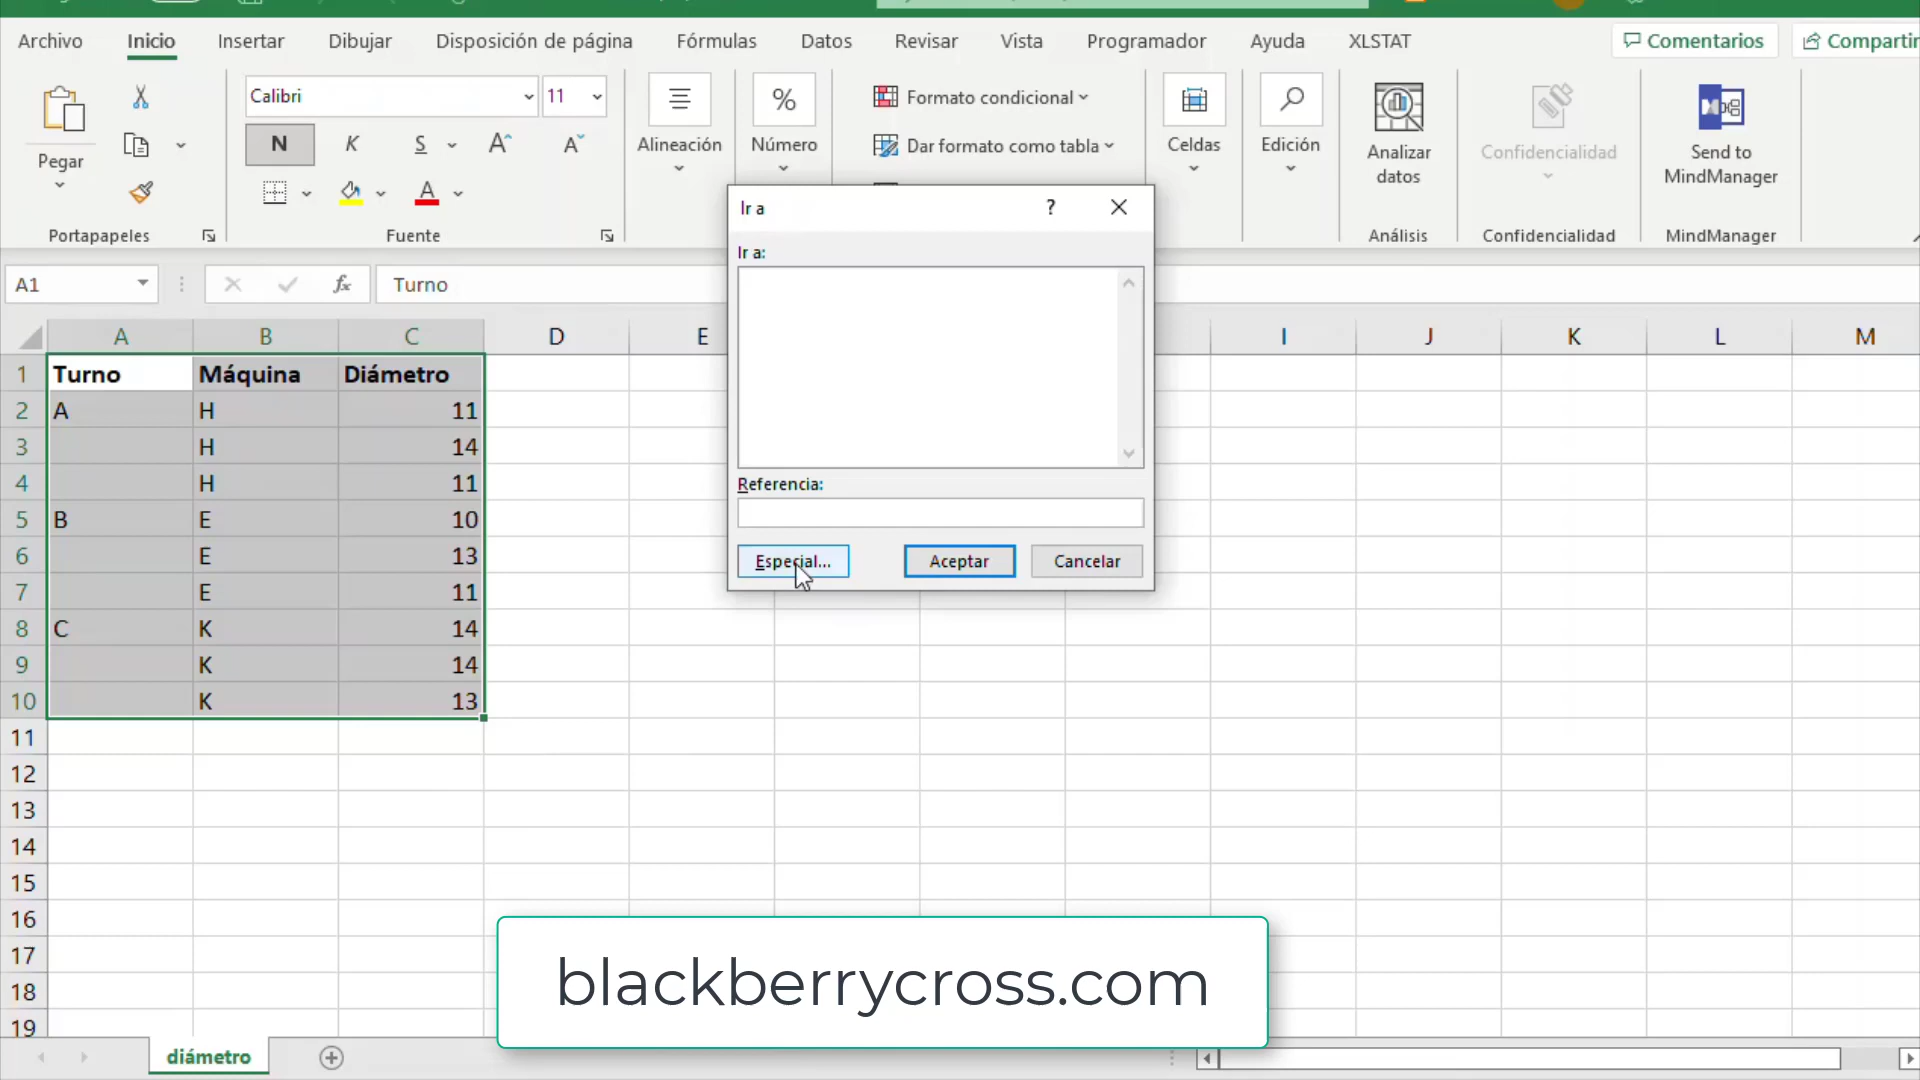 Archivo Inicio Insertar Dibujar Disposición de página Fórmulas Datos Revisar Vista Programador Ayuda XLSTAT Comentarios Compartir
Pegar
Calibri 11
N K S A A
A
Alineación
%
Número
Formato condicional
Dar formato como tabla
Celdas
Edición
Analizar
datos
Confidencialidad
Send to
MindManager
Portapapeles Fuente Análisis Confidencialidad MindManager
A1 fx Turno
Ir a ?
Ir a:
Referencia:
Especial... Aceptar Cancelar
A B C D E I J K L M
1 Turno Máquina Diámetro
2 A H 11
3 H 14
4 H 11
5 B E 10
6 E 13
7 E 11
8 C K 14
9 K 14
10 K 13
11
12
13
14
15
16
17
18
19
blackberrycross.com
diámetro